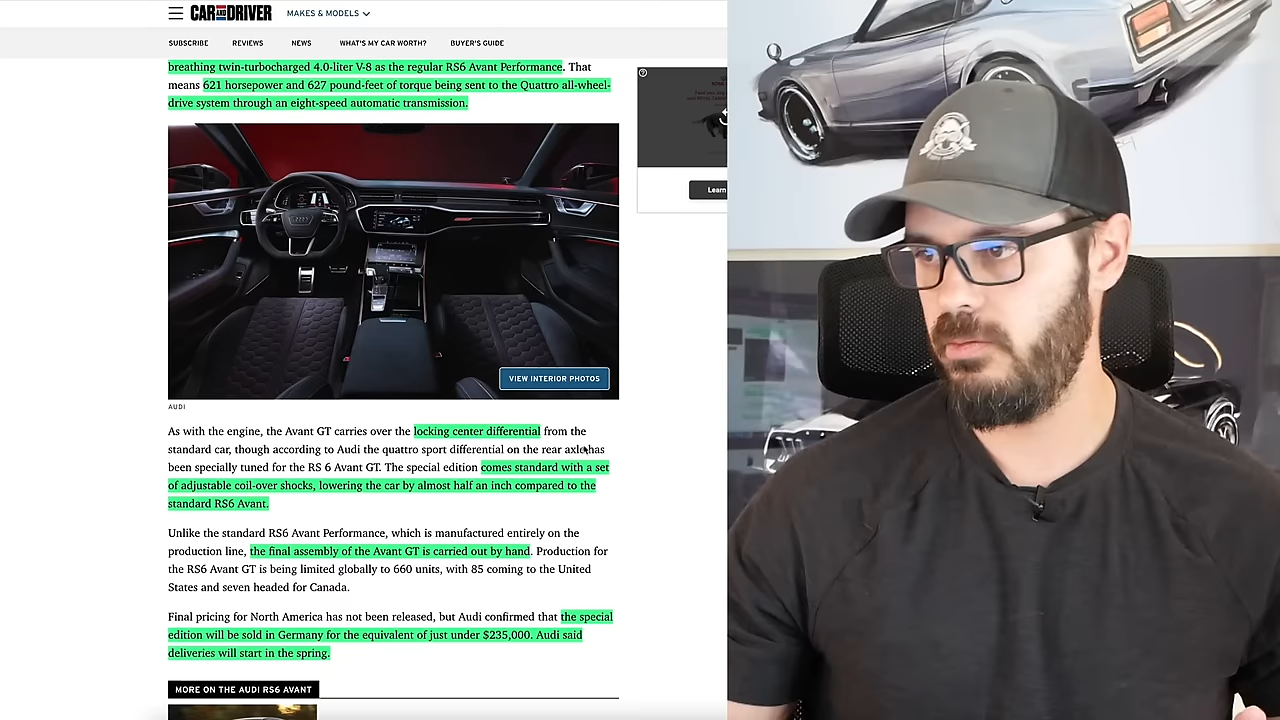 CAR AND DRIVER
MAKES & MODELS
SUBSCRIBE
REVIEWS
NEWS
WHAT'S MY CAR WORTH?
BUYER'S GUIDE
breathing twin-turbocharged 4.0-liter V-8 as the regular RS6 Avant Performance. That
means 621 horsepower and 627 pound-feet of torque being sent to the Quattro all-wheel-
drive system through an eight-speed automatic transmission.
Learn
VIEW INTERIOR PHOTOS
AUDI
As with the engine, the Avant GT carries over the locking center differential from the
standard car, though according to Audi the quattro sport differential on the rear axle has
been specially tuned for the RS 6 Avant GT. The special edition comes standard with a set
of adjustable coil-over shocks, lowering the car by almost half an inch compared to the
standard RS6 Avant.
Unlike the standard RS6 Avant Performance, which is manufactured entirely on the
production line, the final assembly of the Avant GT is carried out by hand. Production for
the RS6 Avant GT is being limited globally to 660 units, with 85 coming to the United
States and seven headed for Canada.
Final pricing for North America has not been released, but Audi confirmed that the special
edition will be sold in Germany for the equivalent of just under $235,000. Audi said
deliveries will start in the spring.
MORE ON THE AUDI RS6 AVANT